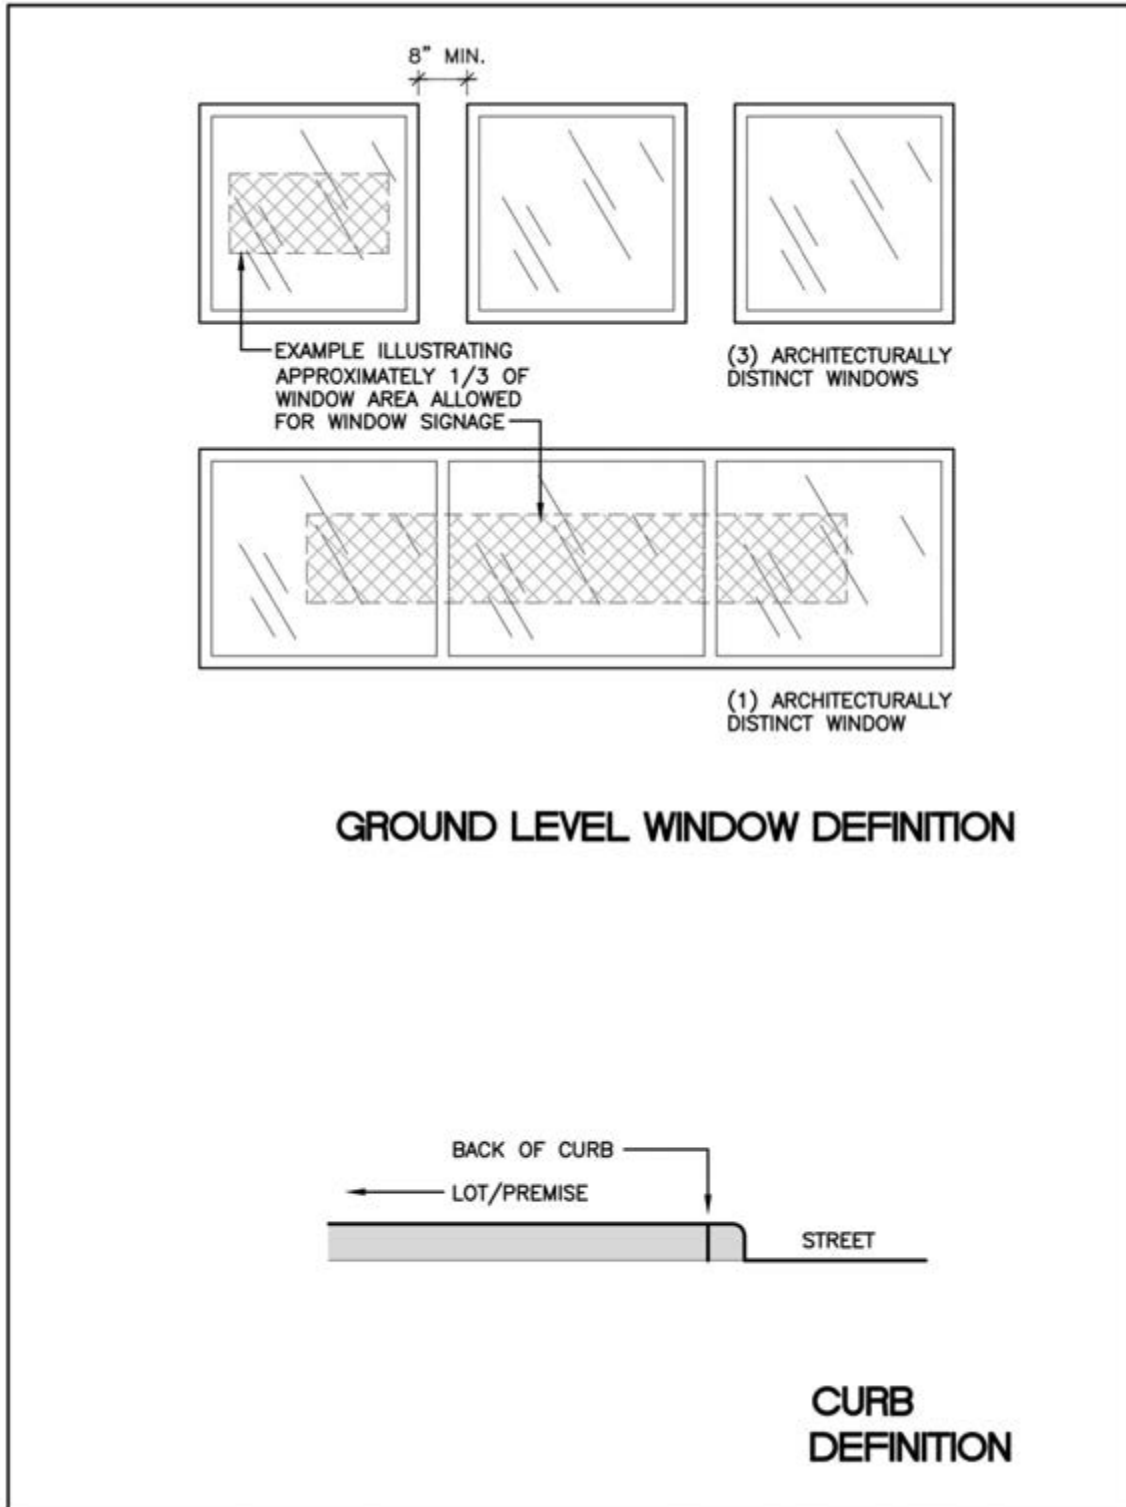 8" MIN.
EXAMPLE ILLUSTRATING
APPROXIMATELY 1/3 OF
WINDOW AREA ALLOWED
FOR WINDOW SIGNAGE
(3) ARCHITECTURALLY
DISTINCT WINDOWS
(1) ARCHITECTURALLY
DISTINCT WINDOW
GROUND LEVEL WINDOW DEFINITION
BACK OF CURB
LOT/PREMISE
STREET
CURB
DEFINITION